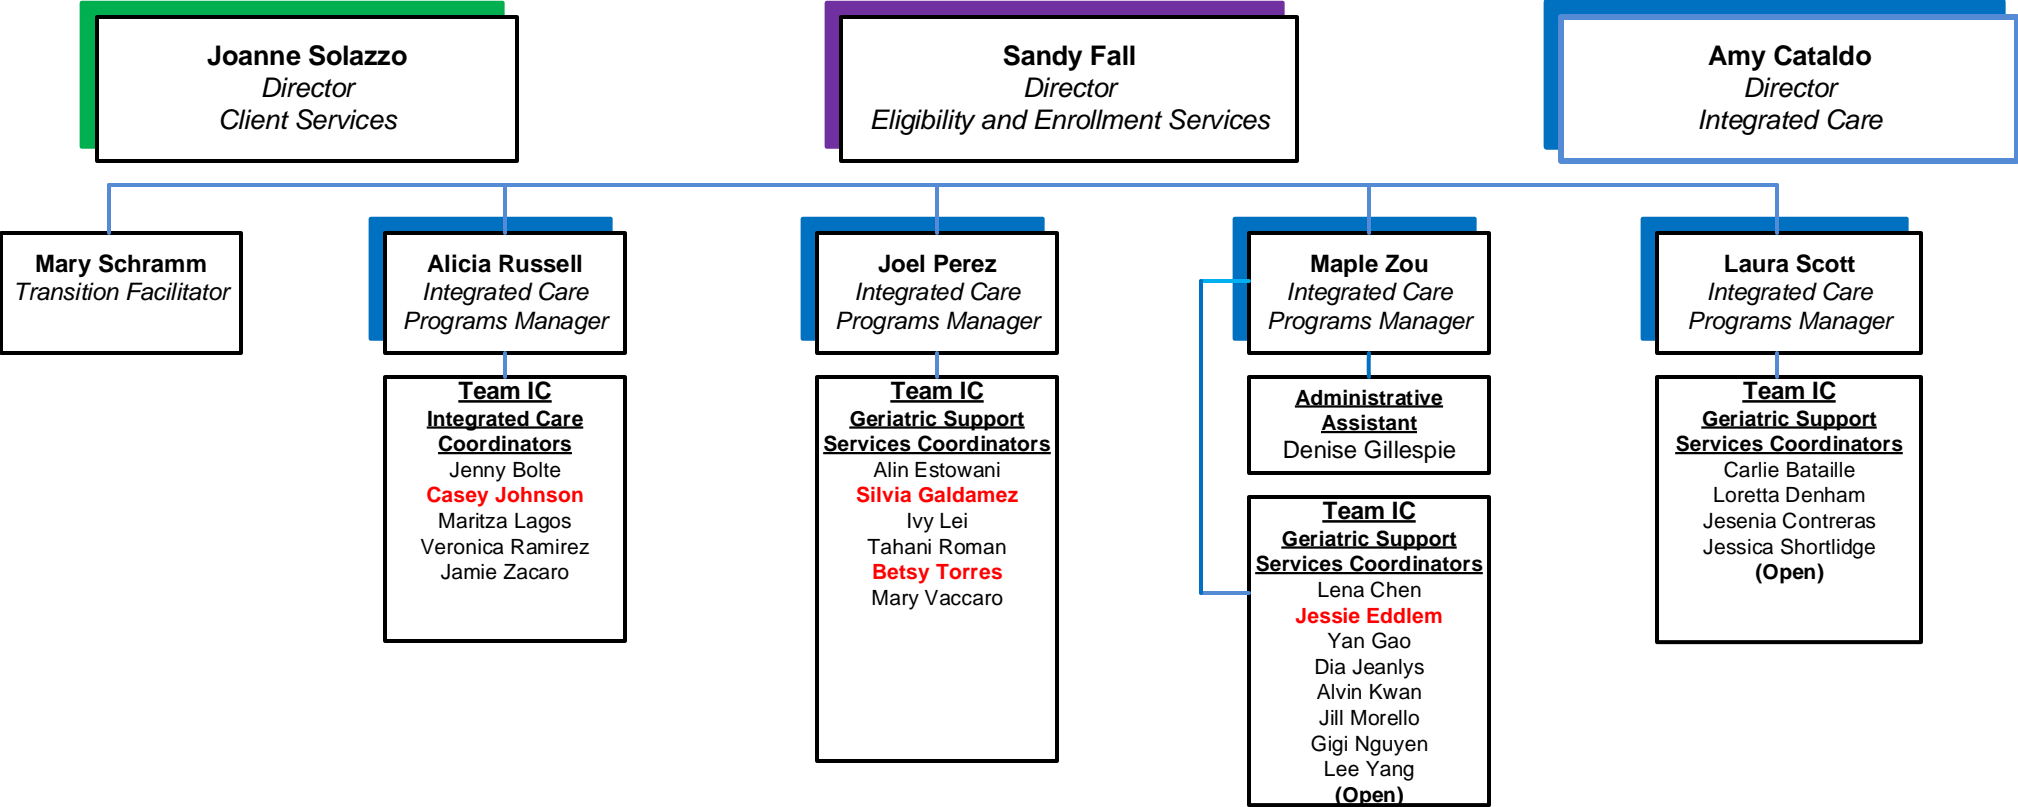 Joanne Solazzo
Director
Client Services
Sandy Fall
Director
Eligibility and Enrollment Services
Amy Cataldo
Director
Integrated Care
Mary Schramm
Transition Facilitator
Alicia Russell
Integrated Care
Programs Manager
Joel Perez
Integrated Care
Programs Manager
Maple Zou
Integrated Care
Programs Manager
Laura Scott
Integrated Care
Programs Manager
Team IC
Integrated Care
Coordinators
Jenny Bolte
Casey Johnson
Maritza Lagos
Veronica Ramirez
Jamie Zacaro
Team IC
Geriatric Support
Services Coordinators
Alin Estowani
Silvia Galdamez
Ivy Lei
Tahani Roman
Betsy Torres
Mary Vaccaro
Administrative
Assistant
Denise Gillespie
Team IC
Geriatric Support
Services Coordinators
Lena Chen
Jessie Eddlem
Yan Gao
Dia Jeanlys
Alvin Kwan
Jill Morello
Gigi Nguyen
Lee Yang
(Open)
Team IC
Geriatric Support
Services Coordinators
Carlie Bataille
Loretta Denham
Jesenia Contreras
Jessica Shortlidge
(Open)